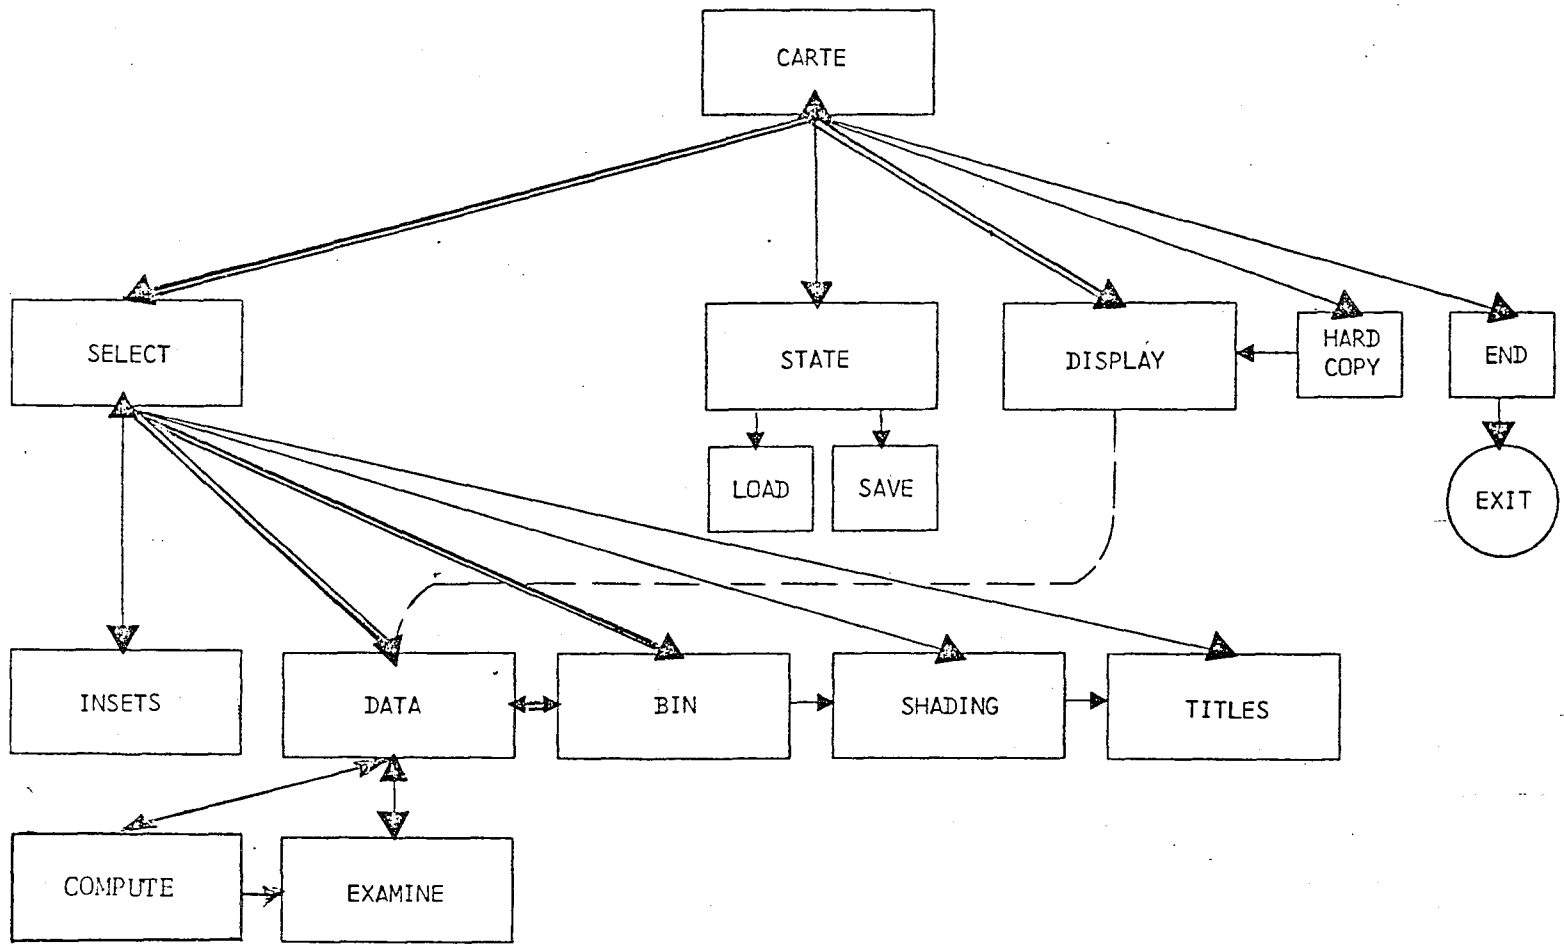 CARTE
SELECT
STATE
DISPLAY
HARD
COPY
END
LOAD
SAVE
EXIT
INSETS
DATA
BIN
SHADING
TITLES
COMPUTE
EXAMINE